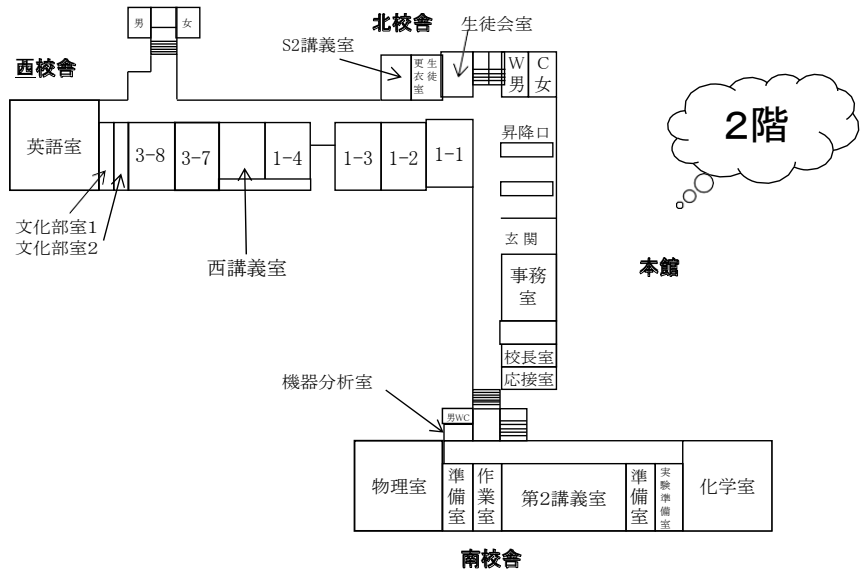 男
女
北校舎
生徒会室
S2講義室
西校舎
生徒
更衣室
W
男
C
女
2階
英語室
3-8
3-7
1-4
1-3
1-2
1-1
昇降口
文化部室1
文化部室2
西講義室
玄関
本館
事務
室
校長室
応接室
機器分析室
男WC
物理室
準備室
作業室
第2講義室
準備室
実験準備室
化学室
南校舎